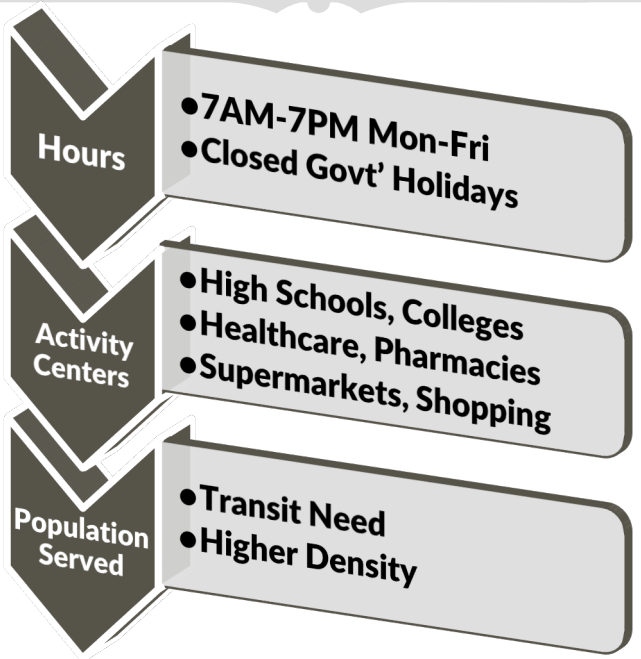 Hours
•7AM-7PM Mon-Fri
•Closed Govt’ Holidays
Activity
Centers
•High Schools, Colleges
•Healthcare, Pharmacies
•Supermarkets, Shopping
Population
Served
•Transit Need
•Higher Density